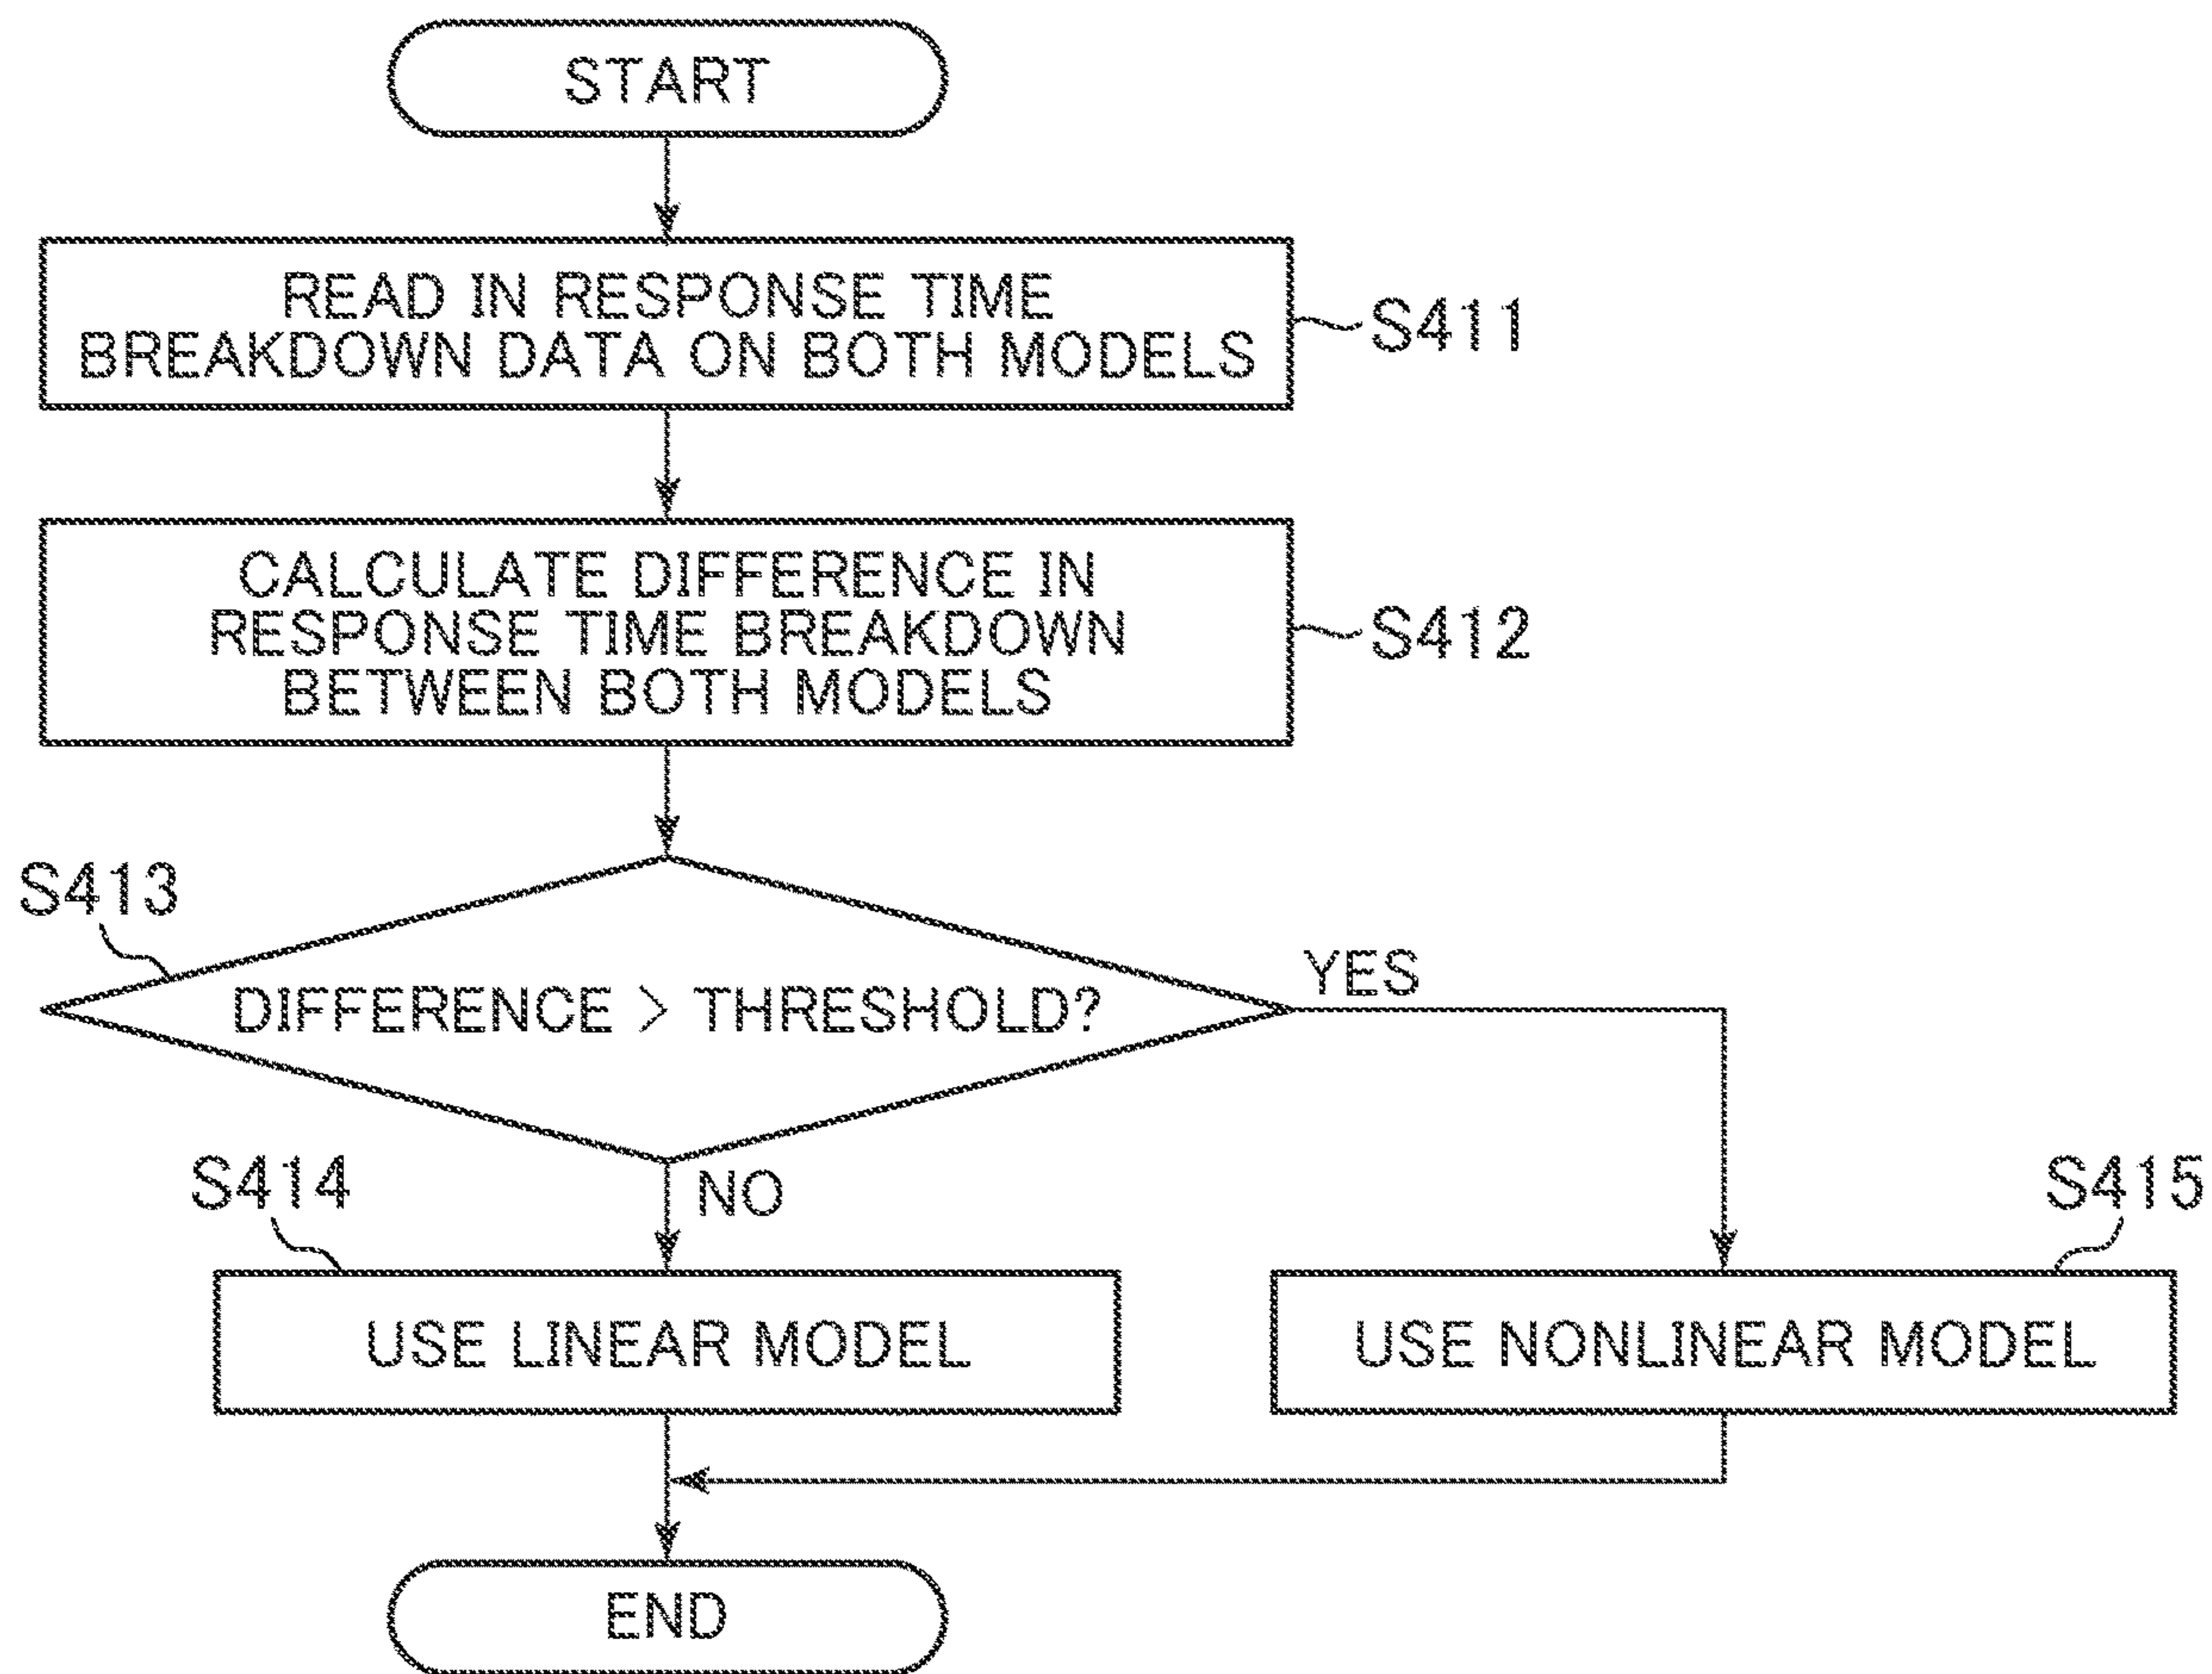 START
READ IN RESPONSE TIME
BREAKDOWN DATA ON BOTH MODELS
S411
CALCULATE DIFFERENCE IN
RESPONSE TIME BREAKDOWN
BETWEEN BOTH MODELS
S412
S413
DIFFERENCE > THRESHOLD?
YES
NO
S414
USE LINEAR MODEL
S415
USE NONLINEAR MODEL
END